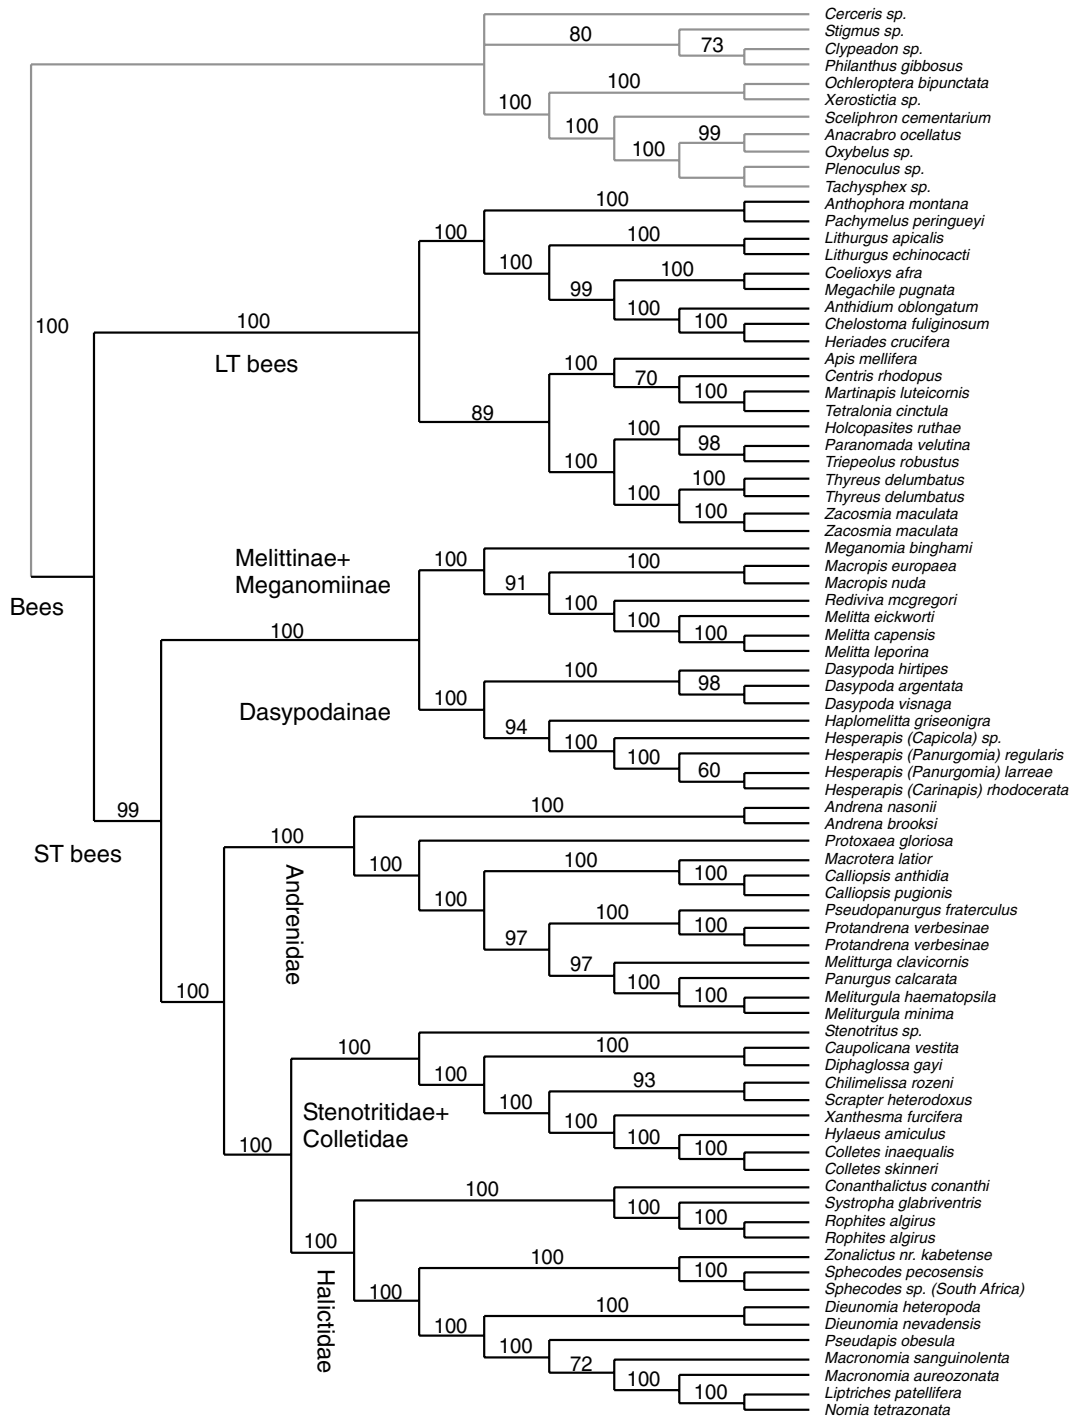 Cerceris sp.
80
Stigmus sp.
73
Clypeadon sp.
Philanthus gibbosus
100
Ochleroptera bipunctata
Xerostictia sp.
100
Sceliphron cementarium
100
99
Anacrabro ocellatus
100
Oxybelus sp.
Plenoculus sp.
Tachysphex sp.
100
Anthophora montana
Pachymelus peringueyi
100
100
Lithurgus apicalis
Lithurgus echinocacti
100
100
Coelioxys afra
99
Megachile pugnata
100
Anthidium oblongatum
100
100
100
Chelostoma fuliginosum
Heriades crucifera
LT bees
100
Apis mellifera
70
Centris rhodopus
100
Martinapis luteicornis
89
Tetralonia cinctula
100
Holcopasites ruthae
98
Paranomada velutina
100
Triepeolus robustus
100
Thyreus delumbatus
100
Thyreus delumbatus
100
Zacosmia maculata
Zacosmia maculata
Melittinae+
Meganomiinae
100
Meganomia binghami
100
Macropis europaea
91
Macropis nuda
Bees
100
Rediviva mcgregori
100
Melitta eickworti
100
100
Melitta capensis
Melitta leporina
100
Dasypoda hirtipes
98
Dasypoda argentata
100
Dasypoda visnaga
Dasypodainae
94
Haplomelitta griseonigra
100
Hesperapis (Capicola) sp.
100
Hesperapis (Panurgomia) regularis
60
Hesperapis (Panurgomia) larreae
Hesperapis (Carinapis) rhodocerata
99
100
Andrena nasonii
Andrena brooksi
ST bees
100
Protoxaea gloriosa
Andrenidae
100
100
Macrotera latior
100
Calliopsis anthidia
100
Calliopsis pugionis
100
Pseudopanurgus fraterculus
100
Protandrena verbesinae
97
Protandrena verbesinae
97
Melitturga clavicornis
100
Panurgus calcarata
100
100
Meliturgula haematopsila
Meliturgula minima
100
Stenotritus sp.
100
Caupolicana vestita
100
Diphaglossa gayi
93
Chilimelissa rozeni
100
Scrapter heterodoxus
Stenotritidae+
Colletidae
100
Xanthesma furcifera
100
100
Hylaeus amiculus
100
Colletes inaequalis
Colletes skinneri
100
Conanthalictus conanthi
100
Systropha glabriventris
100
Rophites algirus
100
Rophites algirus
Halictidae
100
Zonalictus nr. kabetense
100
Sphecodes pecosensis
100
Sphecodes sp. (South Africa)
100
Dieunomia heteropoda
100
Dieunomia nevadensis
100
Pseudapis obesula
72
Macronomia sanguinolenta
100
Macronomia aureozonata
100
Liptriches patellifera
Nomia tetrazonata